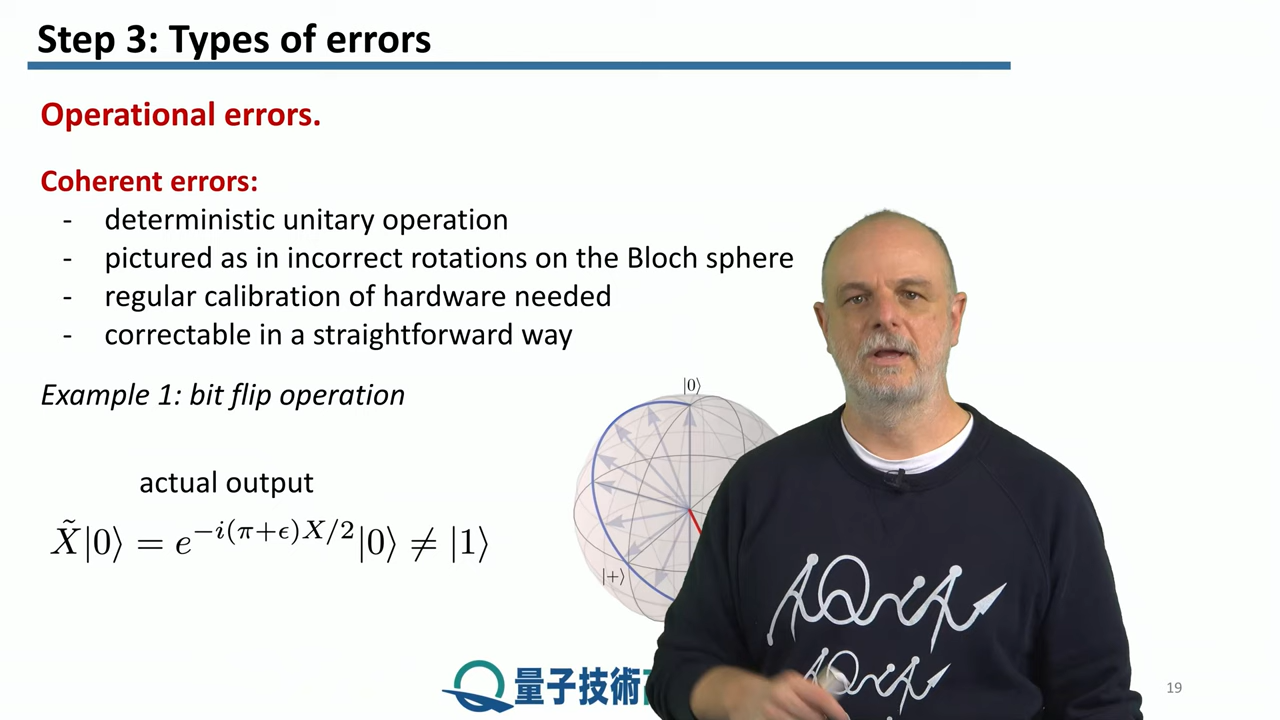 Step 3: Types of errors
Operational errors.
Coherent errors:
- deterministic unitary operation
- pictured as in incorrect rotations on the Bloch sphere
- regular calibration of hardware needed
- correctable in a straightforward way
Example 1: bit flip operation
|0⟩
actual output
X̃|0⟩ = e^{-i(π+ϵ)X/2}|0⟩ ≠ |1⟩
|+⟩
量子技術
19